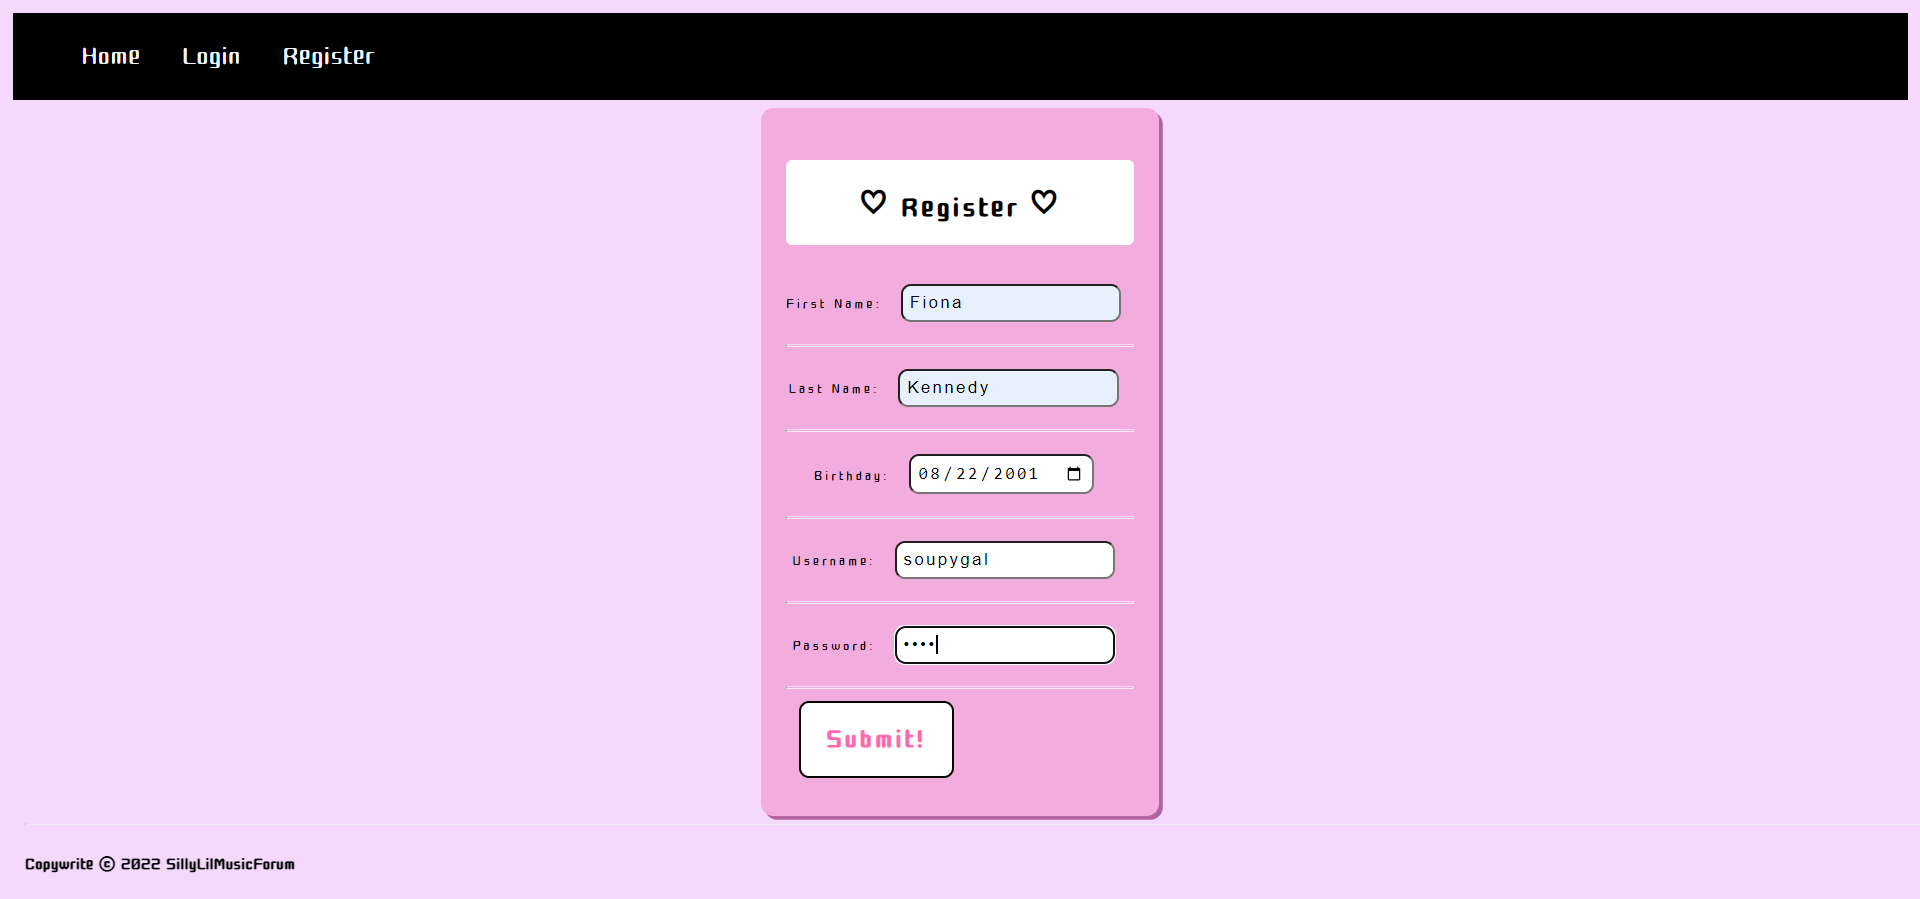 Home Login Register
♡ Register ♡
First Name: Fiona
Last Name: Kennedy
Birthday: 08/22/2001
Username: soupygal
Password: ••••
Submit!
Copywrite © 2022 SillyLilMusicForum